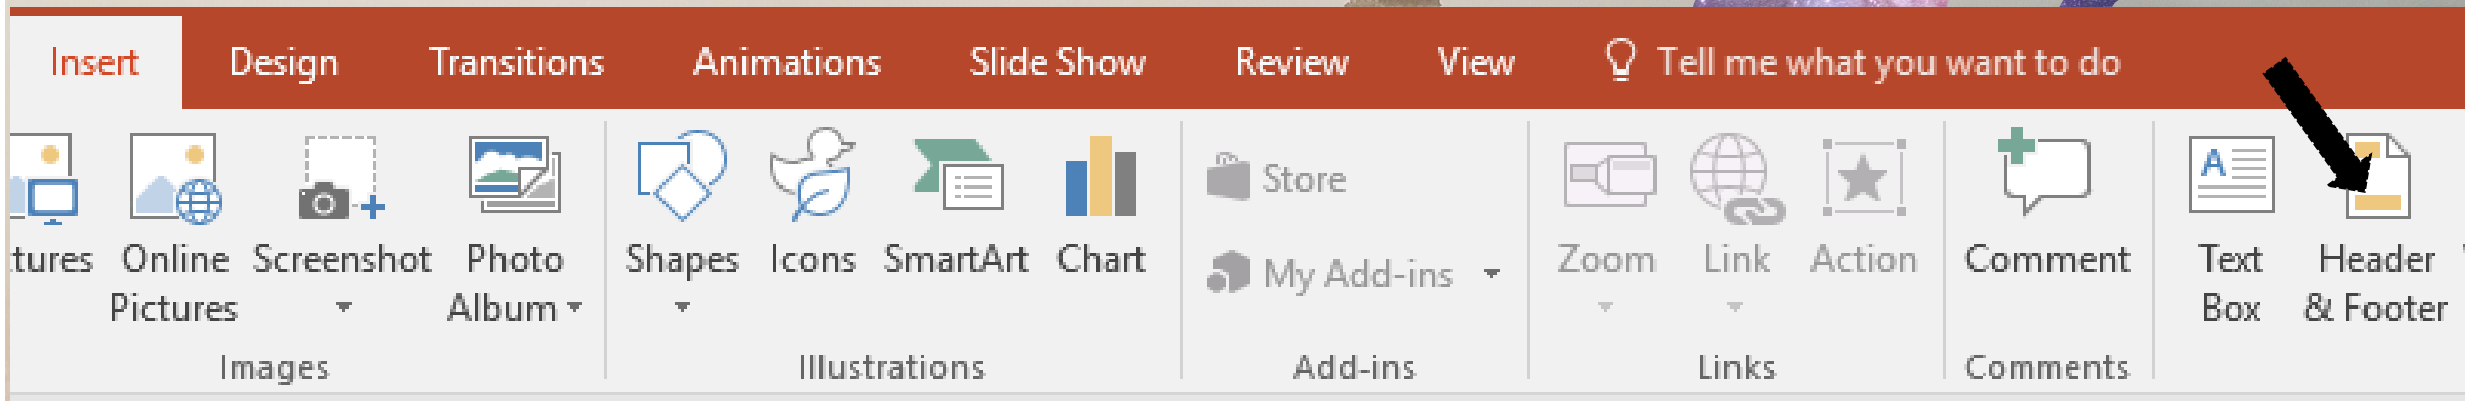 Insert Design Transitions Animations Slide Show Review View Tell me what you want to do
tures Online Pictures Screenshot Photo Album
Shapes Icons SmartArt Chart
Store
My Add-ins
Zoom Link Action
Comment
A
Text Box Header & Footer
Images Illustrations Add-ins Links Comments